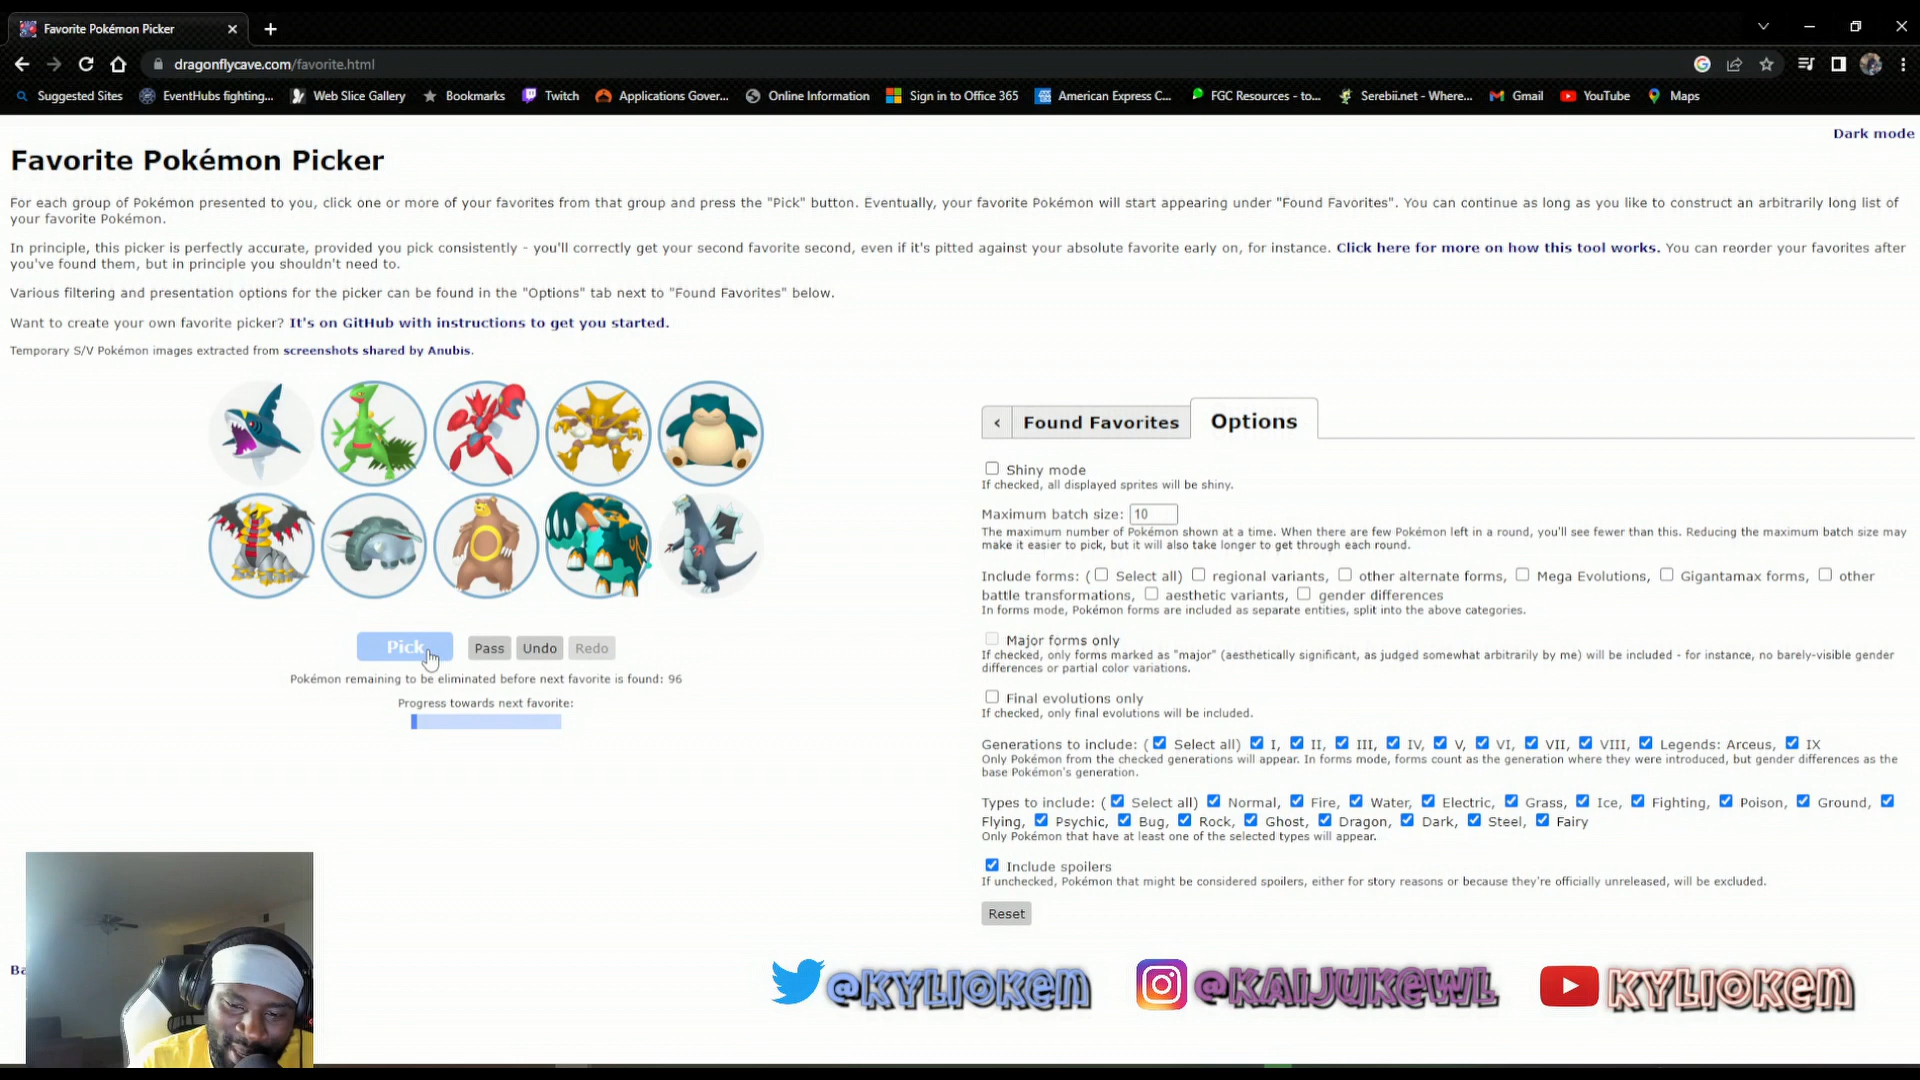 Favorite Pokémon Picker
dragonflycave.com/favorite.html
Suggested Sites
EventHubs fighting...
Web Slice Gallery
Bookmarks
Twitch
Applications Gover...
Online Information
Sign in to Office 365
American Express C...
FGC Resources - to...
Serebii.net - Where...
Gmail
YouTube
Maps
Dark mode
Favorite Pokémon Picker
For each group of Pokémon presented to you, click one or more of your favorites from that group and press the "Pick" button. Eventually, your favorite Pokémon will start appearing under "Found Favorites". You can continue as long as you like to construct an arbitrarily long list of
your favorite Pokémon.
In principle, this picker is perfectly accurate, provided you pick consistently - you'll correctly get your second favorite second, even if it's pitted against your absolute favorite early on, for instance. Click here for more on how this tool works. You can reorder your favorites after
you've found them, but in principle you shouldn't need to.
Various filtering and presentation options for the picker can be found in the "Options" tab next to "Found Favorites" below.
Want to create your own favorite picker? It's on GitHub with instructions to get you started.
Temporary S/V Pokémon images extracted from screenshots shared by Anubis.
Pick
Pass
Undo
Redo
Pokémon remaining to be eliminated before next favorite is found: 96
Progress towards next favorite:
‹
Found Favorites
Options
Shiny mode
If checked, all displayed sprites will be shiny.
Maximum batch size: 10
The maximum number of Pokémon shown at a time. When there are few Pokémon left in a round, you'll see fewer than this. Reducing the maximum batch size may
make it easier to pick, but it will also take longer to get through each round.
Include forms: ( Select all) regional variants, other alternate forms, Mega Evolutions, Gigantamax forms, other
battle transformations, aesthetic variants, gender differences
In forms mode, Pokémon forms are included as separate entities, split into the above categories.
Major forms only
If checked, only forms marked as "major" (aesthetically significant, as judged somewhat arbitrarily by me) will be included - for instance, no barely-visible gender
differences or partial color variations.
Final evolutions only
If checked, only final evolutions will be included.
Generations to include: ( Select all) I, II, III, IV, V, VI, VII, VIII, Legends: Arceus, IX
Only Pokémon from the checked generations will appear. In forms mode, forms count as the generation where they were introduced, but gender differences as the
base Pokémon's generation.
Types to include: ( Select all) Normal, Fire, Water, Electric, Grass, Ice, Fighting, Poison, Ground,
Flying, Psychic, Bug, Rock, Ghost, Dragon, Dark, Steel, Fairy
Only Pokémon that have at least one of the selected types will appear.
Include spoilers
If unchecked, Pokémon that might be considered spoilers, either for story reasons or because they're officially unreleased, will be excluded.
Reset
Ba
@KYLIOKEN
@KAIJUKEWL
KYLIOKEN